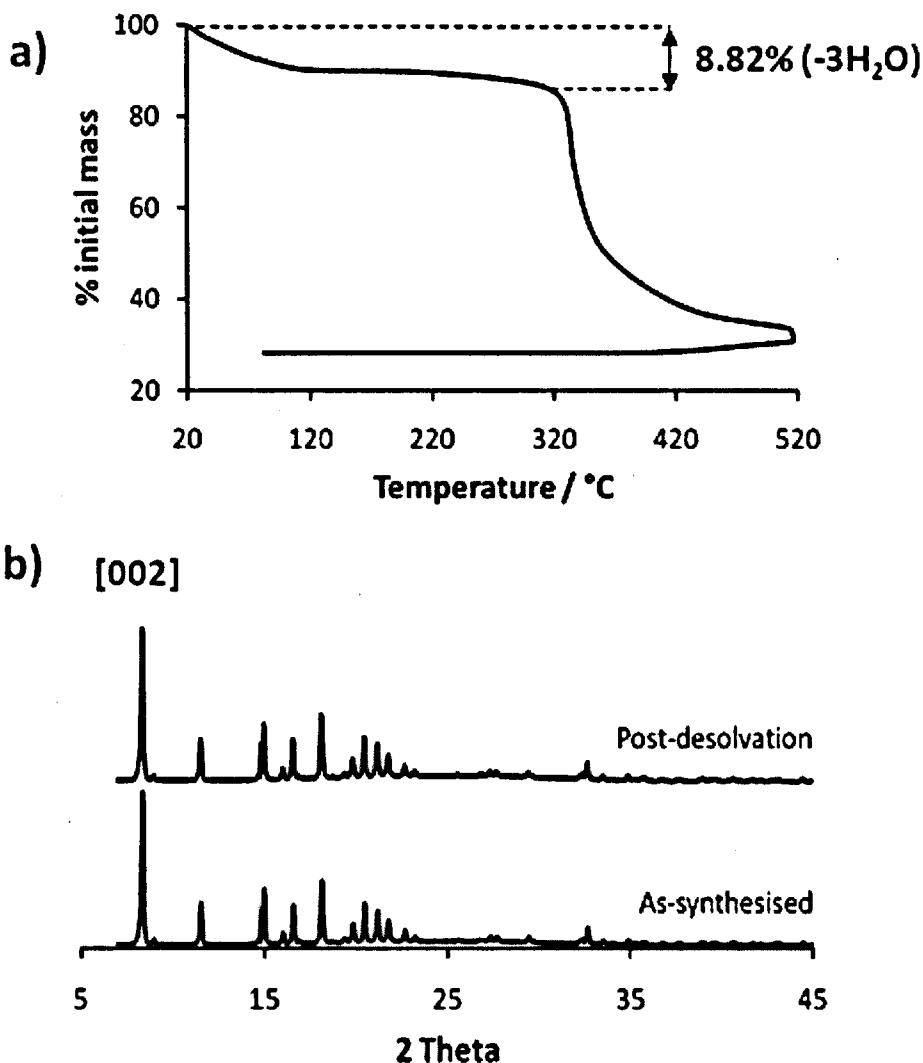 a)
100
80
60
40
20
% initial mass
8.82% (-3H₂O)
20 120 220 320 420 520
Temperature / °C
b)
[002]
Post-desolvation
As-synthesised
5 15 25 35 45
2 Theta